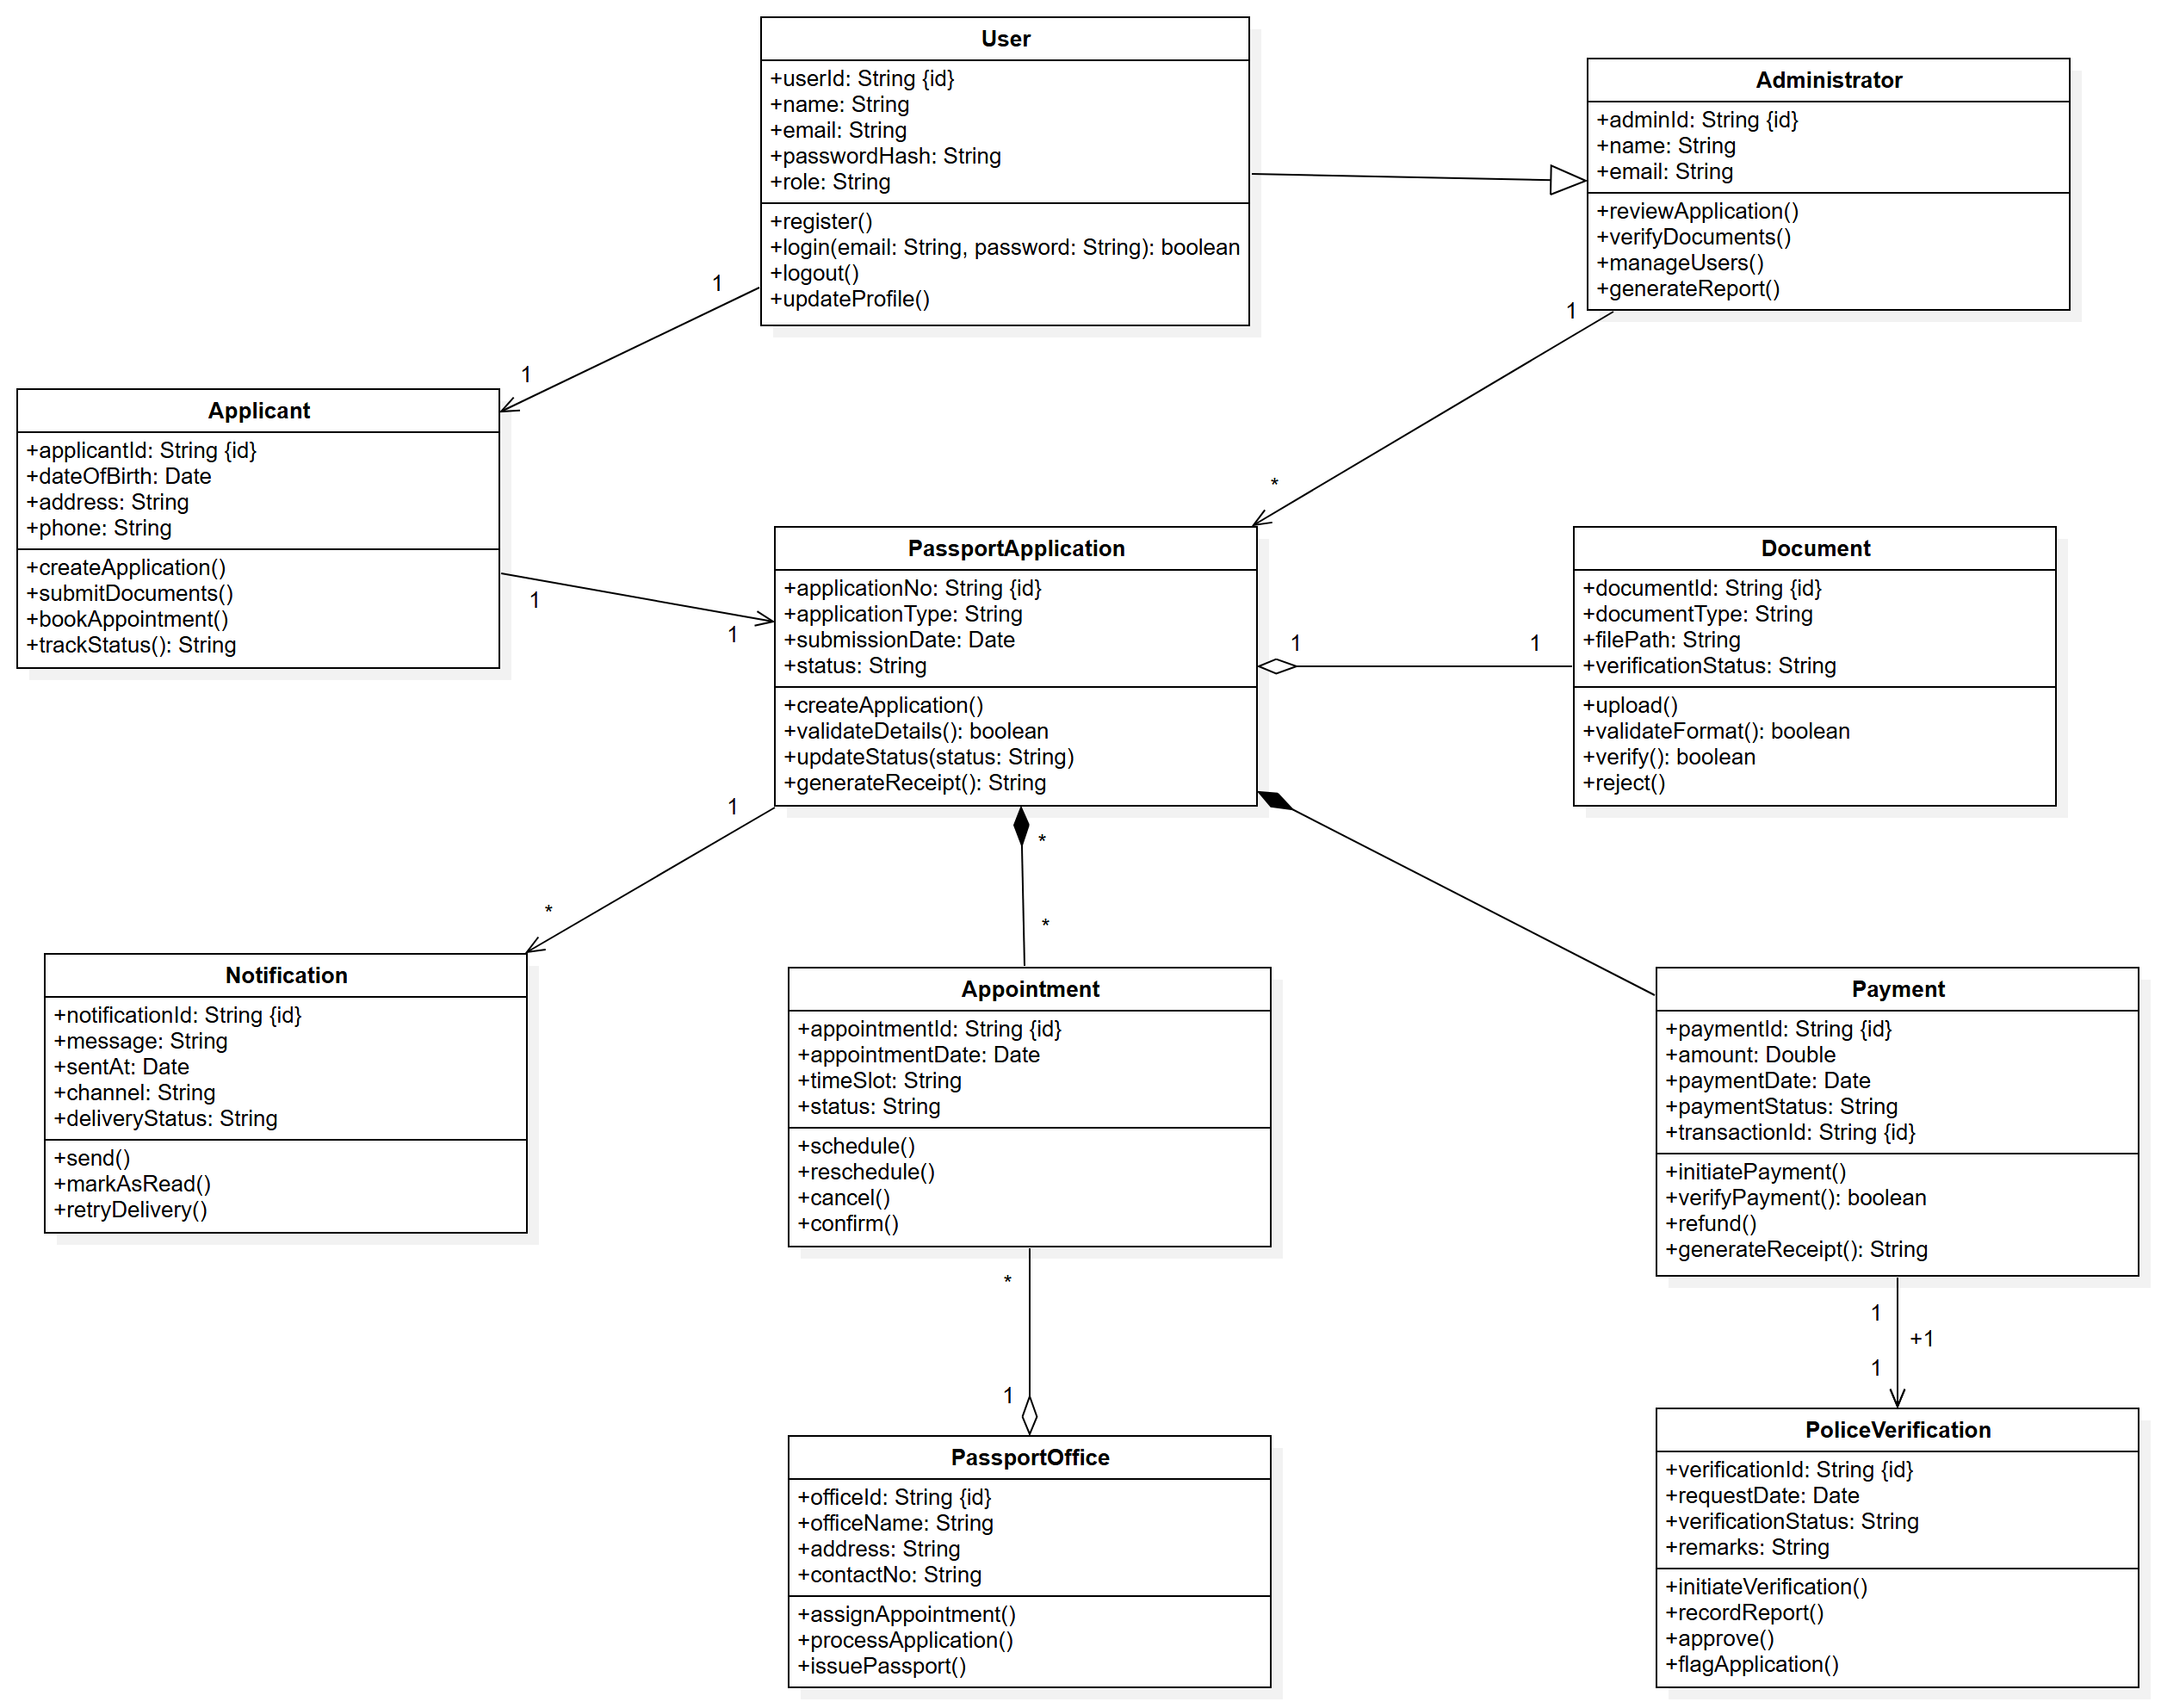 User
+userId: String {id}
+name: String
+email: String
+passwordHash: String
+role: String
+register()
+login(email: String, password: String): boolean
+logout()
+updateProfile()
Administrator
+adminId: String {id}
+name: String
+email: String
+reviewApplication()
+verifyDocuments()
+manageUsers()
+generateReport()
1
1
1
*
Applicant
+applicantId: String {id}
+dateOfBirth: Date
+address: String
+phone: String
+createApplication()
+submitDocuments()
+bookAppointment()
+trackStatus(): String
1
1
PassportApplication
+applicationNo: String {id}
+applicationType: String
+submissionDate: Date
+status: String
+createApplication()
+validateDetails(): boolean
+updateStatus(status: String)
+generateReceipt(): String
1
1
Document
+documentId: String {id}
+documentType: String
+filePath: String
+verificationStatus: String
+upload()
+validateFormat(): boolean
+verify(): boolean
+reject()
1
*
*
*
Notification
+notificationId: String {id}
+message: String
+sentAt: Date
+channel: String
+deliveryStatus: String
+send()
+markAsRead()
+retryDelivery()
Appointment
+appointmentId: String {id}
+appointmentDate: Date
+timeSlot: String
+status: String
+schedule()
+reschedule()
+cancel()
+confirm()
Payment
+paymentId: String {id}
+amount: Double
+paymentDate: Date
+paymentStatus: String
+transactionId: String {id}
+initiatePayment()
+verifyPayment(): boolean
+refund()
+generateReceipt(): String
*
1
1
+1
1
PassportOffice
+officeId: String {id}
+officeName: String
+address: String
+contactNo: String
+assignAppointment()
+processApplication()
+issuePassport()
PoliceVerification
+verificationId: String {id}
+requestDate: Date
+verificationStatus: String
+remarks: String
+initiateVerification()
+recordReport()
+approve()
+flagApplication()